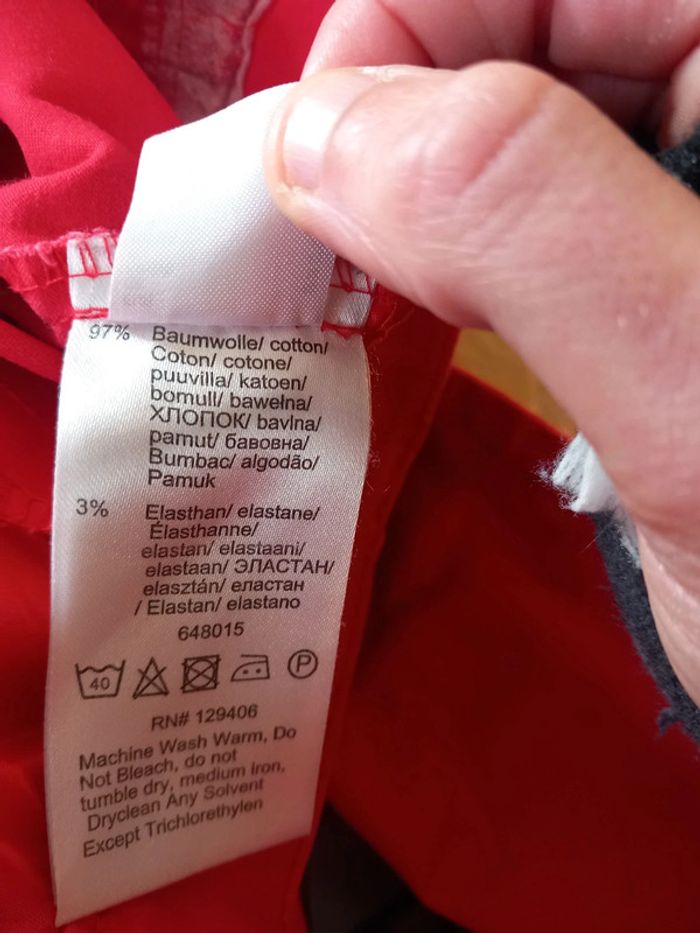 97% Baumwolle/ cotton/
Coton/ cotone/
puuvilla/ katoen/
bomull/ bawełna/
ХЛОПОК/ bavlna/
pamut/ бавовна/
Bumbac/ algodão/
Pamuk
3% Elasthan/ elastane/
Élasthanne/
elastan/ elastaani/
elastaan/ ЭЛАСТАН/
elasztán/ еластан
/ Elastan/ elastano
648015
40 P
RN# 129406
Machine Wash Warm, Do
Not Bleach, do not
tumble dry, medium Iron,
Dryclean Any Solvent
Except Trichlorethylen